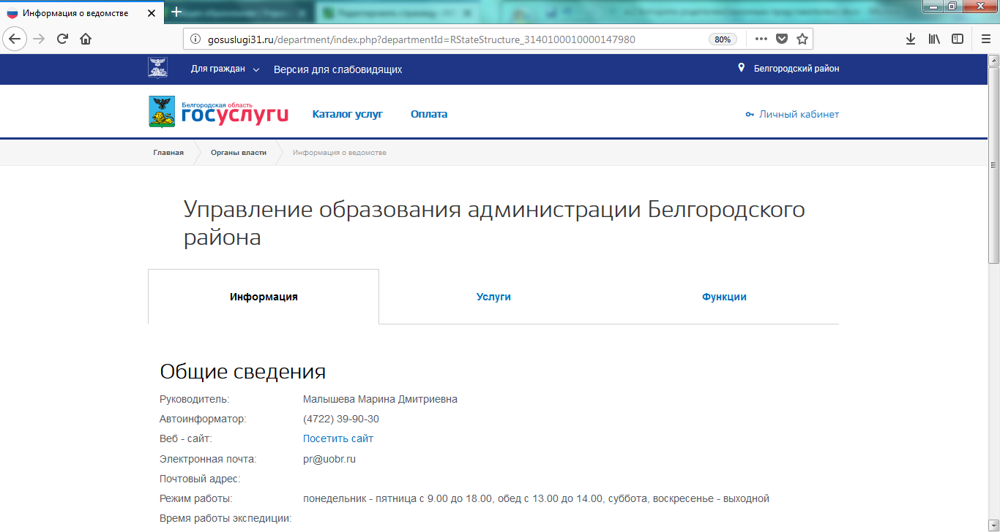 Информация о ведомстве
gosuslugi31.ru/department/index.php?departmentId=RStateStructure_3140100010000147980
80%
Для граждан
Версия для слабовидящих
Белгородский район
Белгородская область
госуслуги
Каталог услуг
Оплата
Личный кабинет
Главная
Органы власти
Информация о ведомстве
Управление образования администрации Белгородского
района
Информация
Услуги
Функции
Общие сведения
Руководитель: Малышева Марина Дмитриевна
Автоинформатор: (4722) 39-90-30
Веб - сайт: Посетить сайт
Электронная почта: pr@uobr.ru
Почтовый адрес:
Режим работы: понедельник - пятница с 9.00 до 18.00, обед с 13.00 до 14.00, суббота, воскресенье - выходной
Время работы экспедиции: